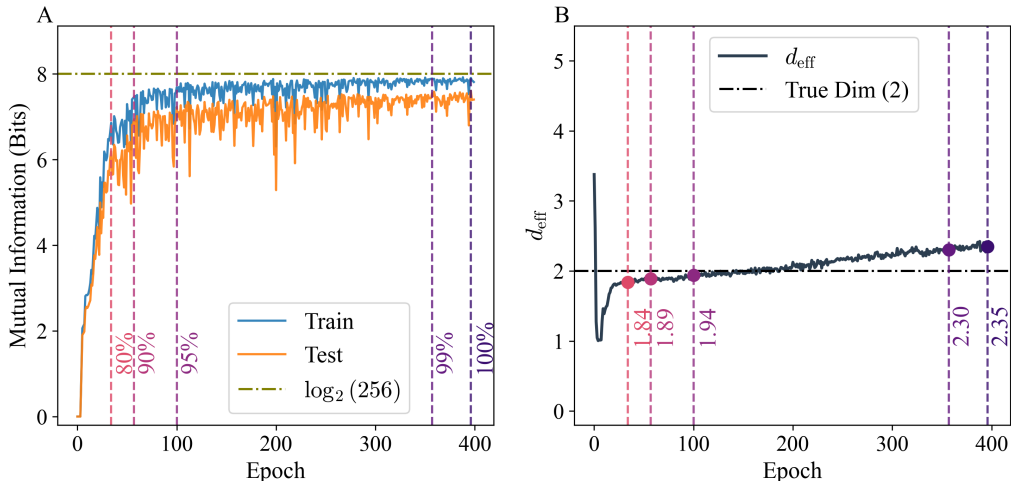 A
Mutual Information (Bits)
8
6
4
2
0
80%
90%
95%
99%
100%
Train
Test
log₂ (256)
0
100
200
300
400
Epoch
B
d_eff
5
4
3
2
1
0
d_eff
True Dim (2)
1.84
1.89
1.94
2.30
2.35
0
100
200
300
400
Epoch